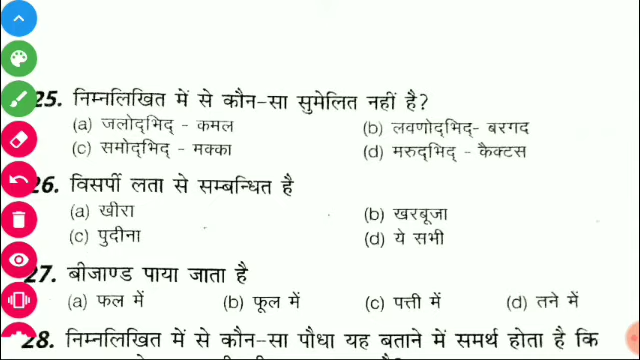 25. निम्नलिखित में से कौन-सा सुमेलित नहीं है?
(a) जलोद्भिद् - कमल (b) लवणोद्भिद्- बरगद
(c) समोद्भिद् - मक्का (d) मरुद्भिद् - कैक्टस
26. विसर्पी लता से सम्बन्धित है
(a) खीरा (b) खरबूजा
(c) पुदीना (d) ये सभी
27. बीजाण्ड पाया जाता है
(a) फल में (b) फूल में (c) पत्ती में (d) तने में
28. निम्नलिखित में से कौन-सा पौधा यह बताने में समर्थ होता है कि